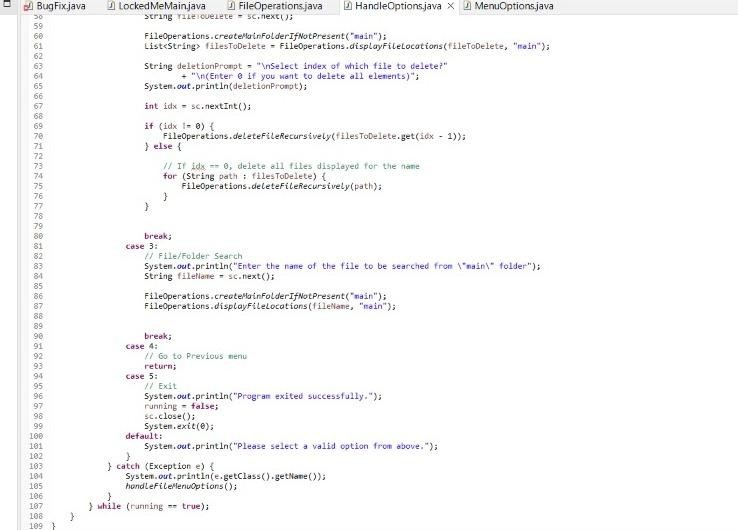 BugFix.java LockedMeMain.java FileOperations.java HandleOptions.java MenuOptions.java
58 String fileToDelete = sc.next();
59
60 FileOperations.createMainFolderIfNotPresent("main");
61 List<String> filesToDelete = FileOperations.displayFileLocations(fileToDelete, "main");
62
63 String deletionPrompt = "\nSelect index of which file to delete?"
64 + "\n(Enter 0 if you want to delete all elements)";
65 System.out.println(deletionPrompt);
66
67 int idx = sc.nextInt();
68
69 if (idx != 0) {
70 FileOperations.deleteFileRecursively(filesToDelete.get(idx - 1));
71 } else {
72
73 // If idx == 0, delete all files displayed for the name
74 for (String path : filesToDelete) {
75 FileOperations.deleteFileRecursively(path);
76 }
77 }
78
79
80 break;
81 case 3:
82 // File/Folder Search
83 System.out.println("Enter the name of the file to be searched from \"main\" folder");
84 String fileName = sc.next();
85
86 FileOperations.createMainFolderIfNotPresent("main");
87 FileOperations.displayFileLocations(fileName, "main");
88
89
90 break;
91 case 4:
92 // Go to Previous menu
93 return;
94 case 5:
95 // Exit
96 System.out.println("Program exited successfully.");
97 running = false;
98 sc.close();
99 System.exit(0);
100 default:
101 System.out.println("Please select a valid option from above.");
102 }
103 } catch (Exception e) {
104 System.out.println(e.getClass().getName());
105 handleFileMenuOptions();
106 }
107 } while (running == true);
108 }
109 }